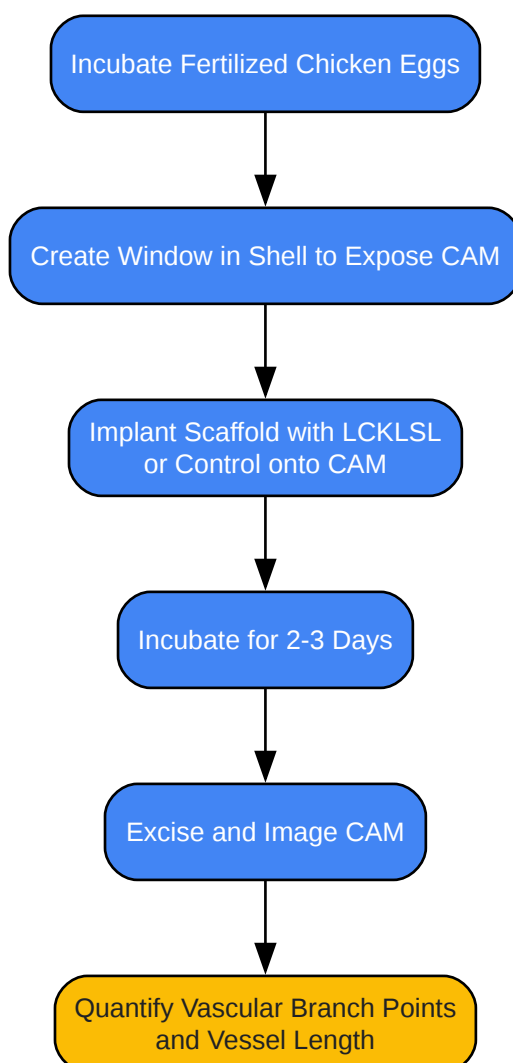 Incubate Fertilized Chicken Eggs
Create Window in Shell to Expose CAM
Implant Scaffold with LCKLSL
or Control onto CAM
Incubate for 2-3 Days
Excise and Image CAM
Quantify Vascular Branch Points
and Vessel Length